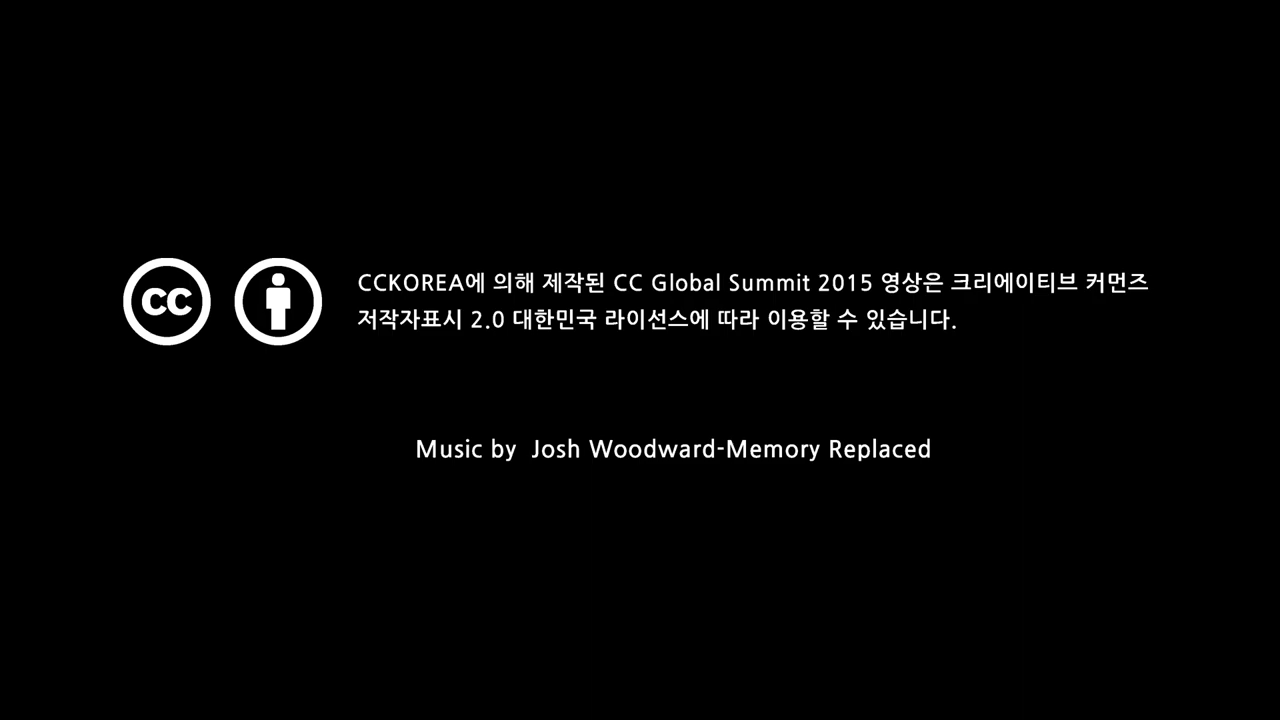 CCKOREA에 의해 제작된 CC Global Summit 2015 영상은 크리에이티브 커먼즈
저작자표시 2.0 대한민국 라이선스에 따라 이용할 수 있습니다.
Music by Josh Woodward-Memory Replaced